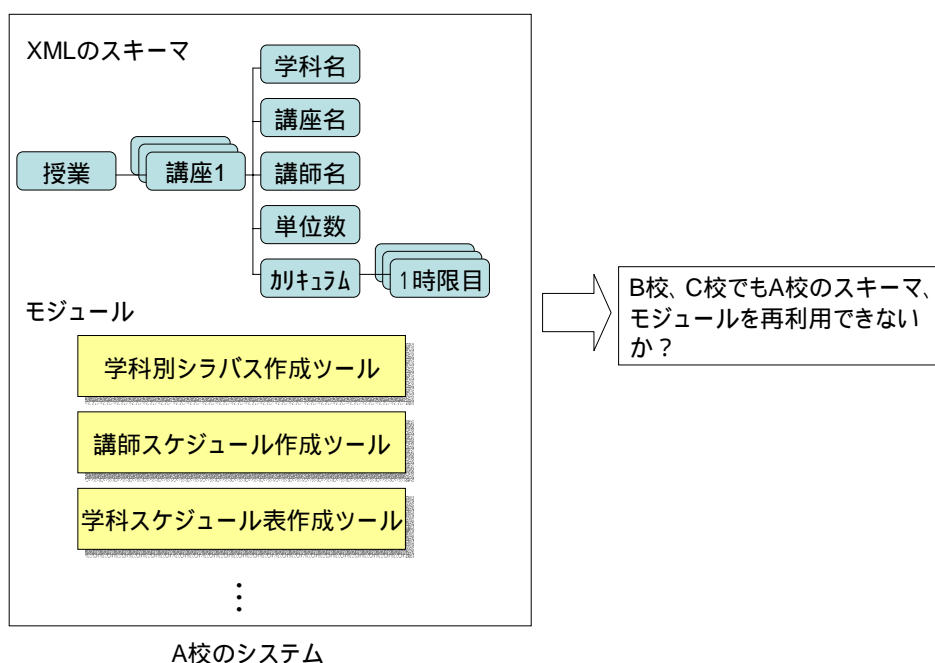 XMLのスキーマ
学科名
講座名
授業
講座1
講師名
単位数
カリキュラム
1時限目
モジュール
学科別シラバス作成ツール
講師スケジュール作成ツール
学科スケジュール表作成ツール
⋮
A校のシステム
B校、C校でもA校のスキーマ、
モジュールを再利用できない
か？